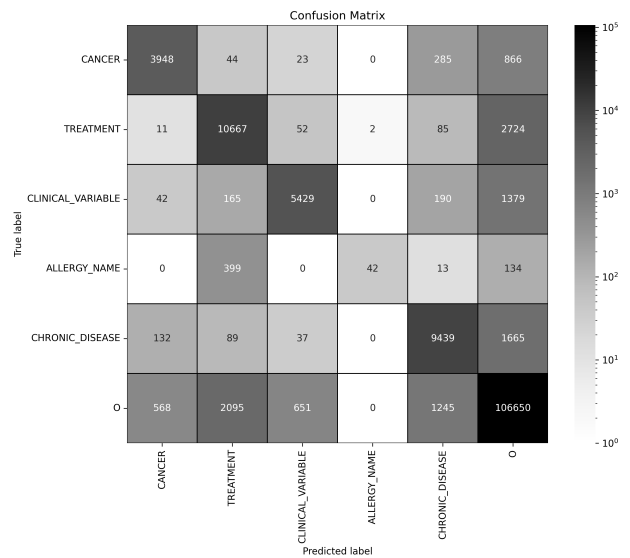 Confusion Matrix
True label
CANCER 3948 44 23 0 285 866
TREATMENT 11 10667 52 2 85 2724
CLINICAL_VARIABLE 42 165 5429 0 190 1379
ALLERGY_NAME 0 399 0 42 13 134
CHRONIC_DISEASE 132 89 37 0 9439 1665
O 568 2095 651 0 1245 106650
CANCER TREATMENT CLINICAL_VARIABLE ALLERGY_NAME CHRONIC_DISEASE O
Predicted label
10⁵
10⁴
10³
10²
10¹
10⁰